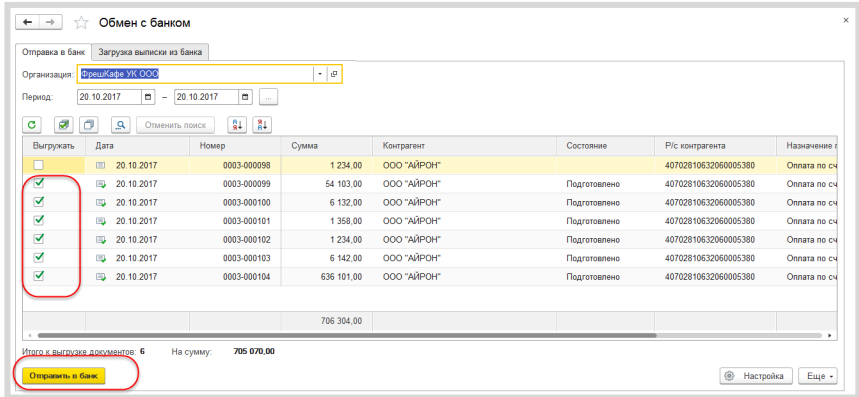 Обмен с банком
Отправка в банк Загрузка выписки из банка
Организация: ФрешКафе УК ООО
Период: 20.10.2017 – 20.10.2017 ...
Отменить поиск
Выгружать Дата Номер Сумма Контрагент Состояние Р/с контрагента Назначение п
20.10.2017 0003-000098 1 234,00 ООО "АЙРОН" 40702810632060005380 Оплата по сч
20.10.2017 0003-000099 54 103,00 ООО "АЙРОН" Подготовлено 40702810632060005380 Оплата по сч
20.10.2017 0003-000100 6 132,00 ООО "АЙРОН" Подготовлено 40702810632060005380 Оплата по сч
20.10.2017 0003-000101 1 358,00 ООО "АЙРОН" Подготовлено 40702810632060005380 Оплата по сч
20.10.2017 0003-000102 1 234,00 ООО "АЙРОН" Подготовлено 40702810632060005380 Оплата по сч
20.10.2017 0003-000103 6 142,00 ООО "АЙРОН" Подготовлено 40702810632060005380 Оплата по сч
20.10.2017 0003-000104 636 101,00 ООО "АЙРОН" Подготовлено 40702810632060005380 Оплата по сч
706 304,00
Итого к выгрузке документов: 6 На сумму: 705 070,00
Отправить в банк Настройка Еще